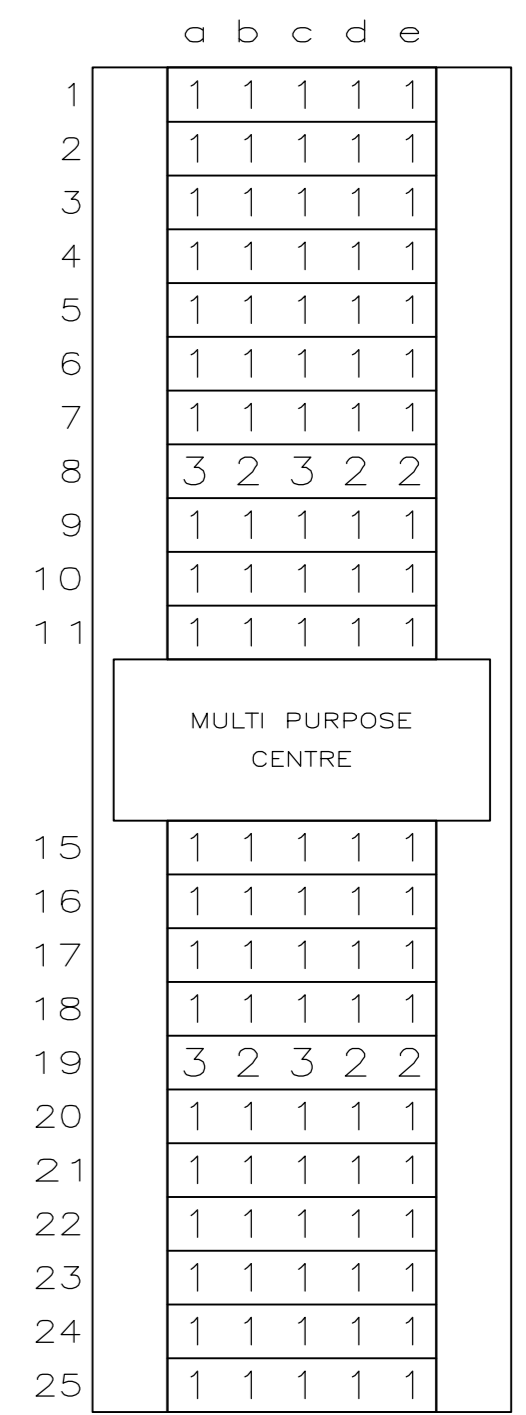 a b c d e
1 1 1 1 1 1
2 1 1 1 1 1
3 1 1 1 1 1
4 1 1 1 1 1
5 1 1 1 1 1
6 1 1 1 1 1
7 1 1 1 1 1
8 3 2 3 2 2
9 1 1 1 1 1
10 1 1 1 1 1
11 1 1 1 1 1
MULTI PURPOSE
CENTRE
15 1 1 1 1 1
16 1 1 1 1 1
17 1 1 1 1 1
18 1 1 1 1 1
19 3 2 3 2 2
20 1 1 1 1 1
21 1 1 1 1 1
22 1 1 1 1 1
23 1 1 1 1 1
24 1 1 1 1 1
25 1 1 1 1 1